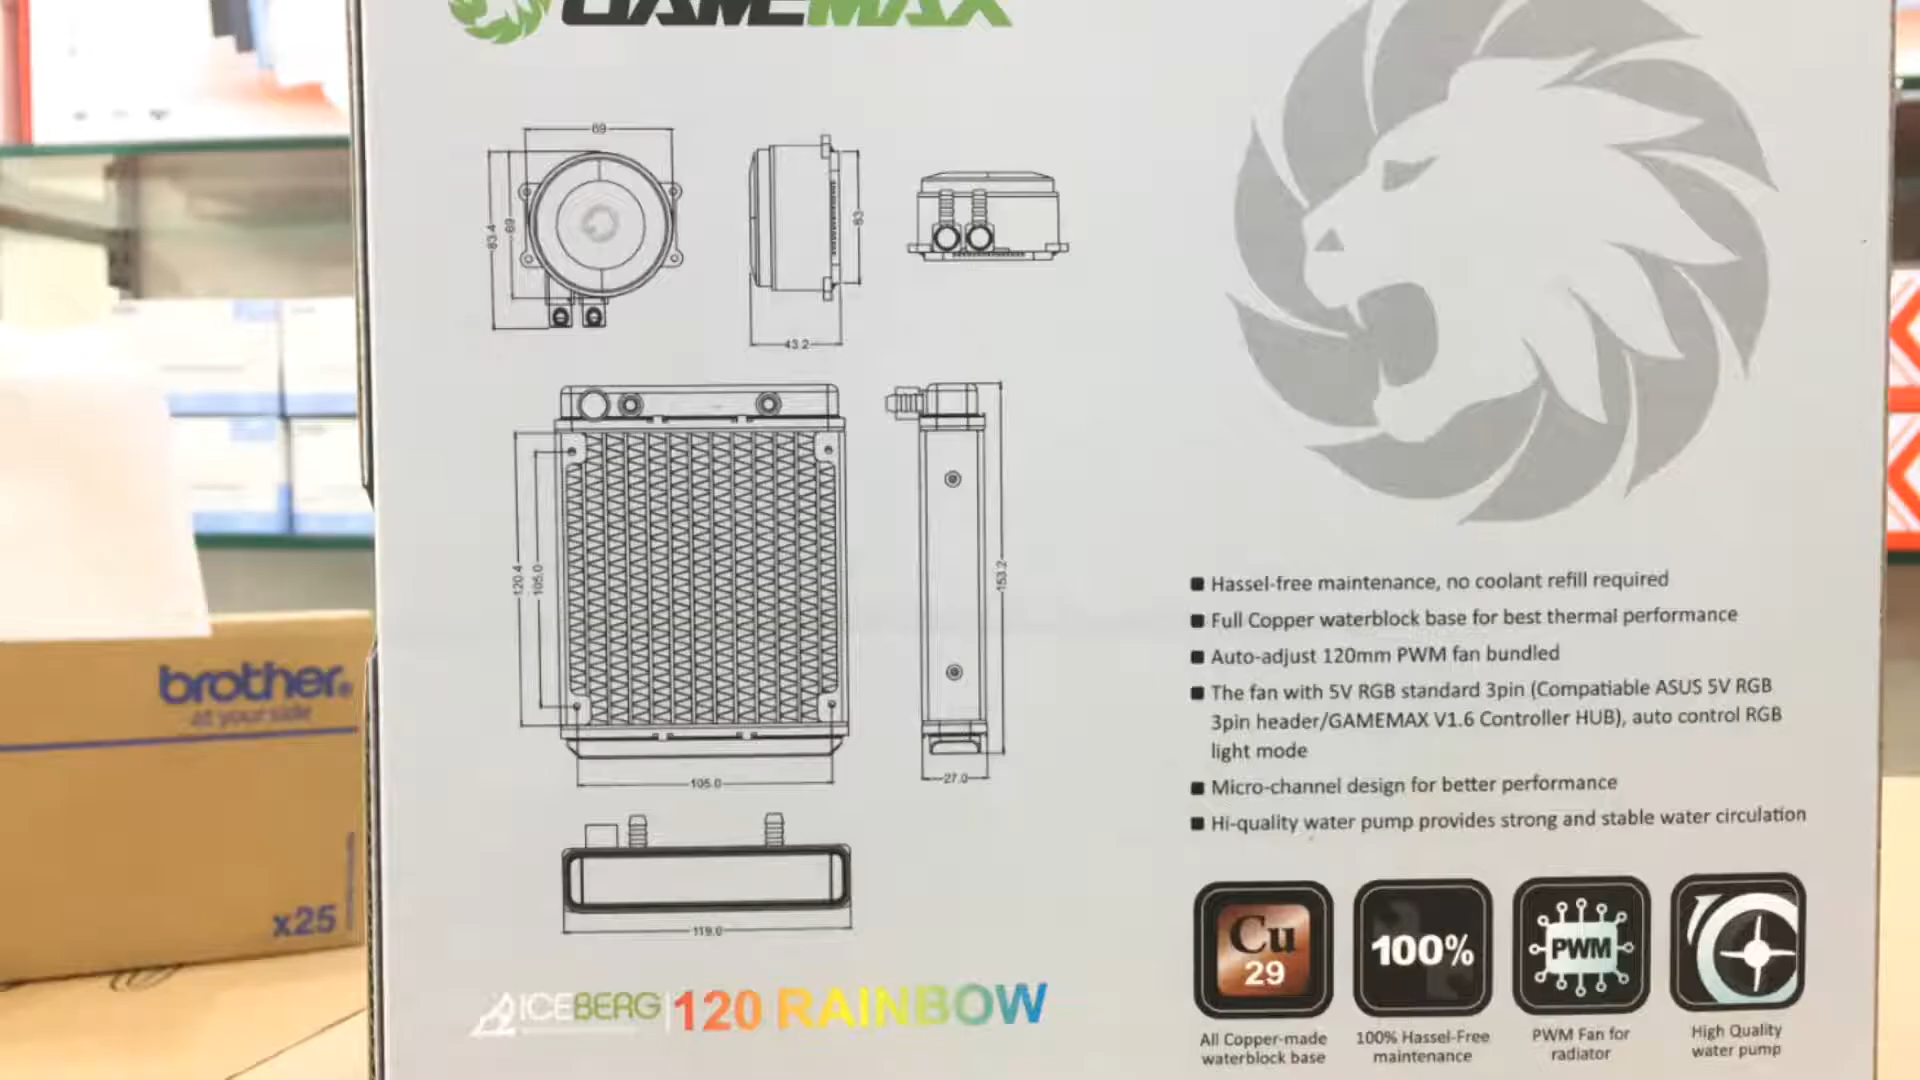 GAMEMAX
69
83.4
69
63
43.2
120.4
105.0
153.2
105.0
27.0
119.0
ICEBERG 120 RAINBOW
Hassel-free maintenance, no coolant refill required
Full Copper waterblock base for best thermal performance
Auto-adjust 120mm PWM fan bundled
The fan with 5V RGB standard 3pin (Compatiable ASUS 5V RGB
3pin header/GAMEMAX V1.6 Controller HUB), auto control RGB
light mode
Micro-channel design for better performance
Hi-quality water pump provides strong and stable water circulation
Cu
29
100%
PWM
All Copper-made
waterblock base
100% Hassel-Free
maintenance
PWM Fan for
radiator
High Quality
water pump
brother
at your side
x25